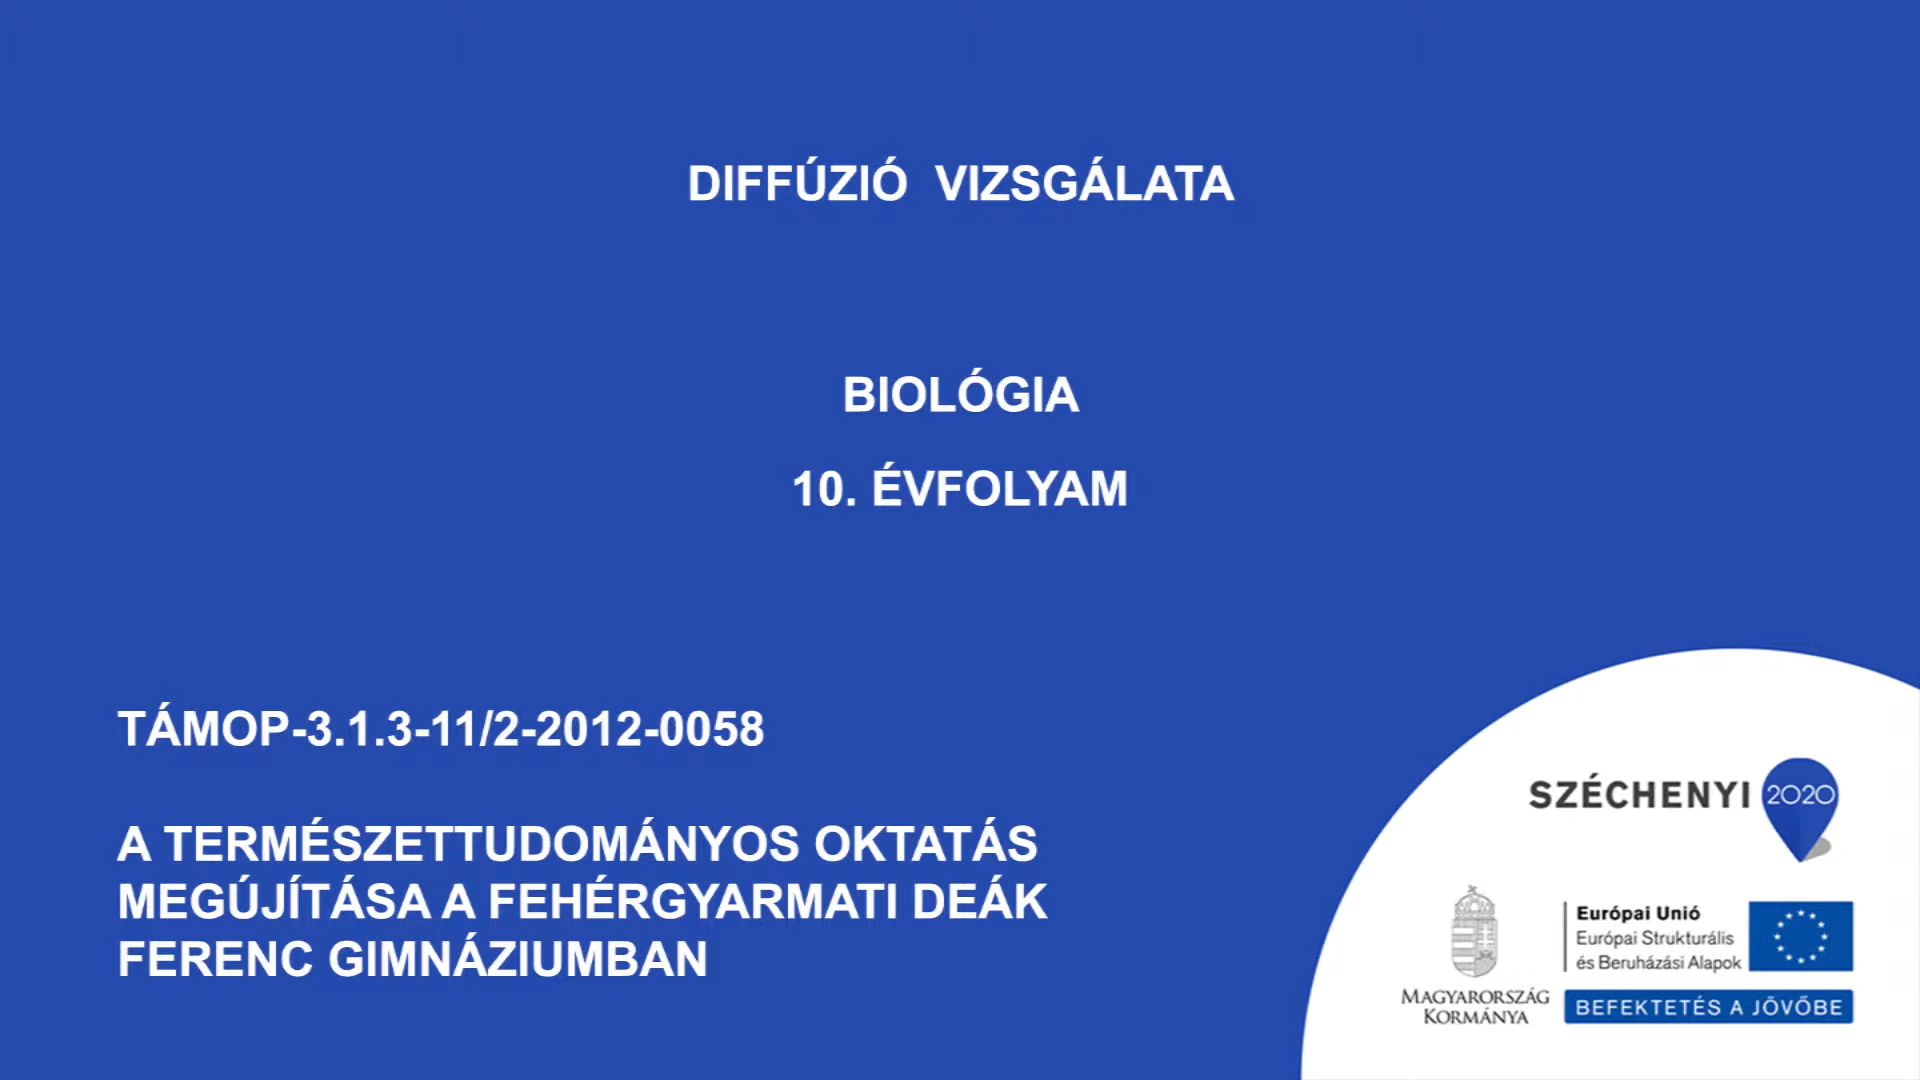 DIFFÚZIÓ VIZSGÁLATA
BIOLÓGIA
10. ÉVFOLYAM
TÁMOP-3.1.3-11/2-2012-0058
A TERMÉSZETTUDOMÁNYOS OKTATÁS
MEGÚJÍTÁSA A FEHÉRGYARMATI DEÁK
FERENC GIMNÁZIUMBAN
SZÉCHENYI 2020
MAGYARORSZÁG
KORMÁNYA
Európai Unió
Európai Strukturális
és Beruházási Alapok
BEFEKTETÉS A JÖVŐBE